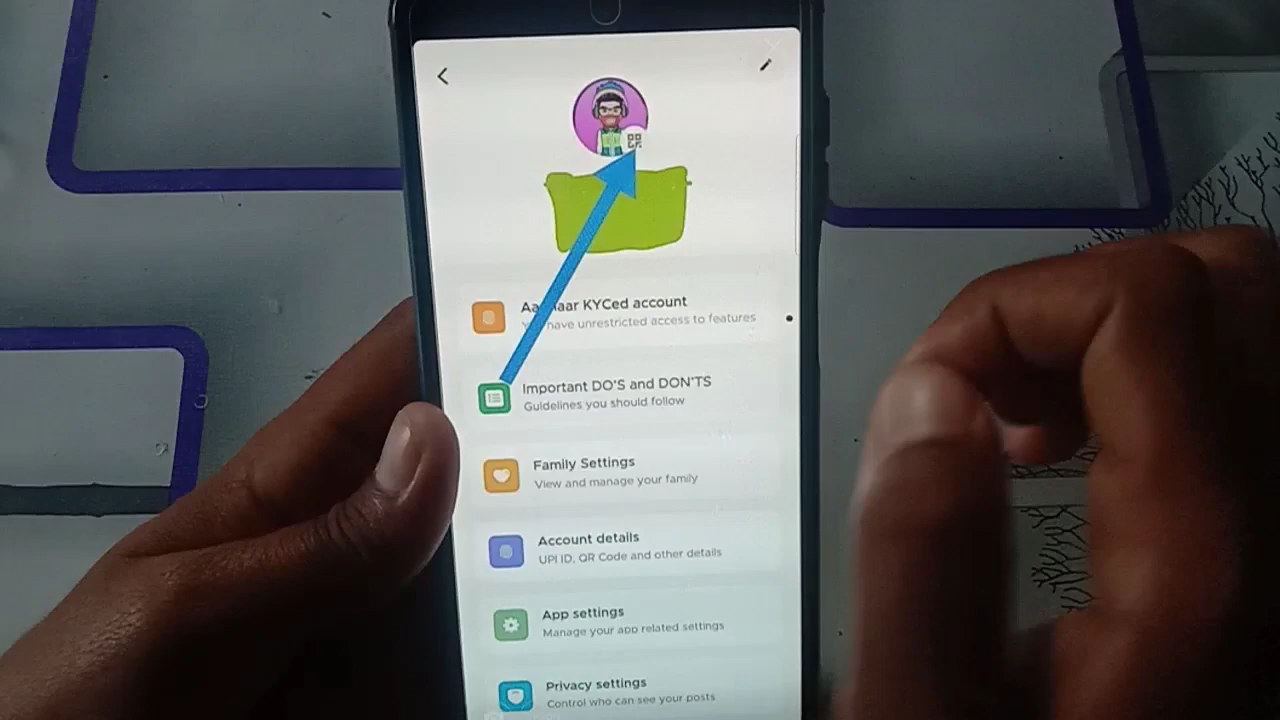 KYCed account
have unrestricted access to features
Important DO'S and DON'TS
Guidelines you should follow
Family Settings
View and manage your family
Account details
UPI ID, QR Code and other details
App settings
Manage your app related settings
Privacy settings
Control who can see your posts